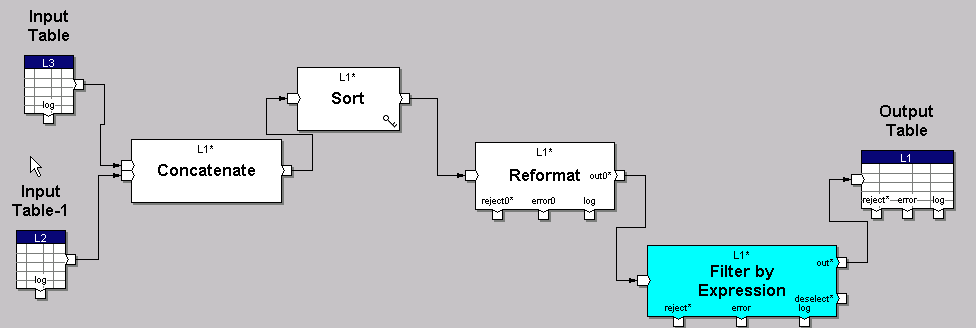 Input
Table
L3
log
L1*
Sort
L1*
Concatenate
Input
Table-1
L2
log
L1*
Reformat
out0*
reject0*
error0
log
L1*
Filter by
Expression
out*
deselect*
reject*
error
log
Output
Table
L1
reject*
error
log